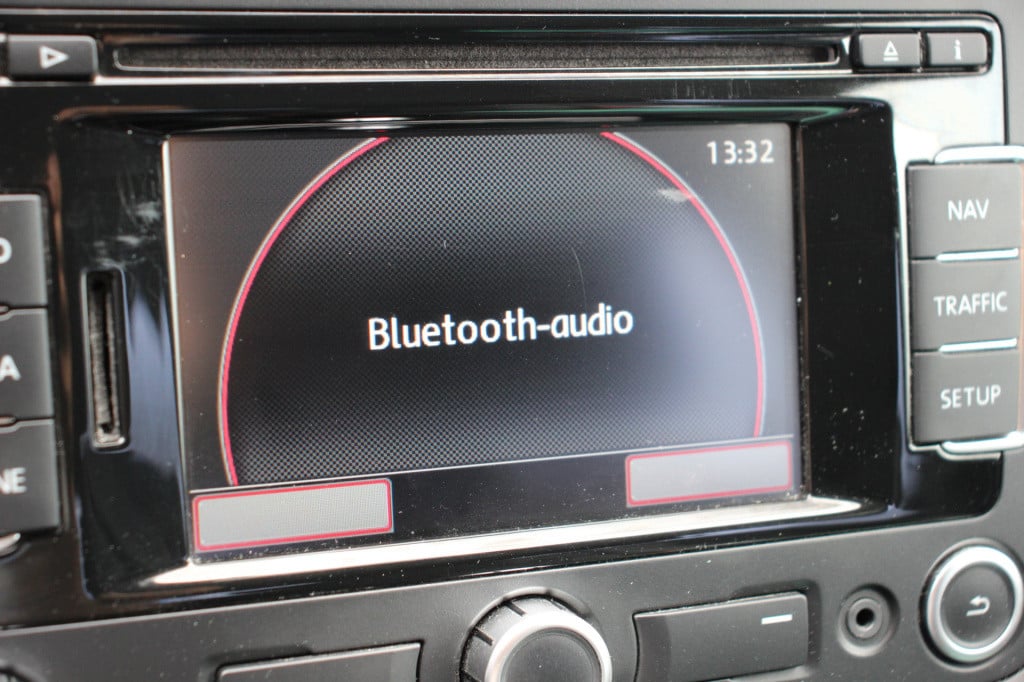 i
13:32
NAV
Bluetooth-audio
TRAFFIC
SETUP